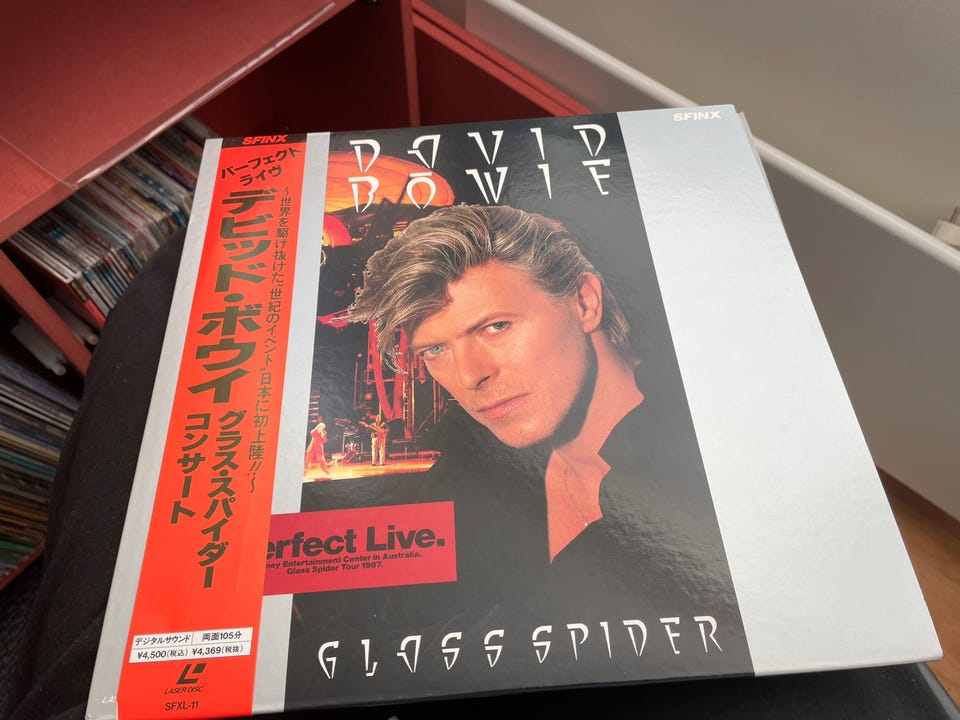 SFINX
パーフェクト
ライヴ
〜世界を駆け抜けた“世紀のイベント”日本に初上陸!!〜
デビッド・ボウイ
グラス・スパイダー
コンサート
デジタルサウンド 両面105分
¥4,500(税込) ¥4,369(税抜)
LASER DISC
SFXL-11
SFINX
DAVID
BOWIE
erfect Live.
ney Entertainment Center in Australia.
Glass Spider Tour 1987.
GLASS SPIDER